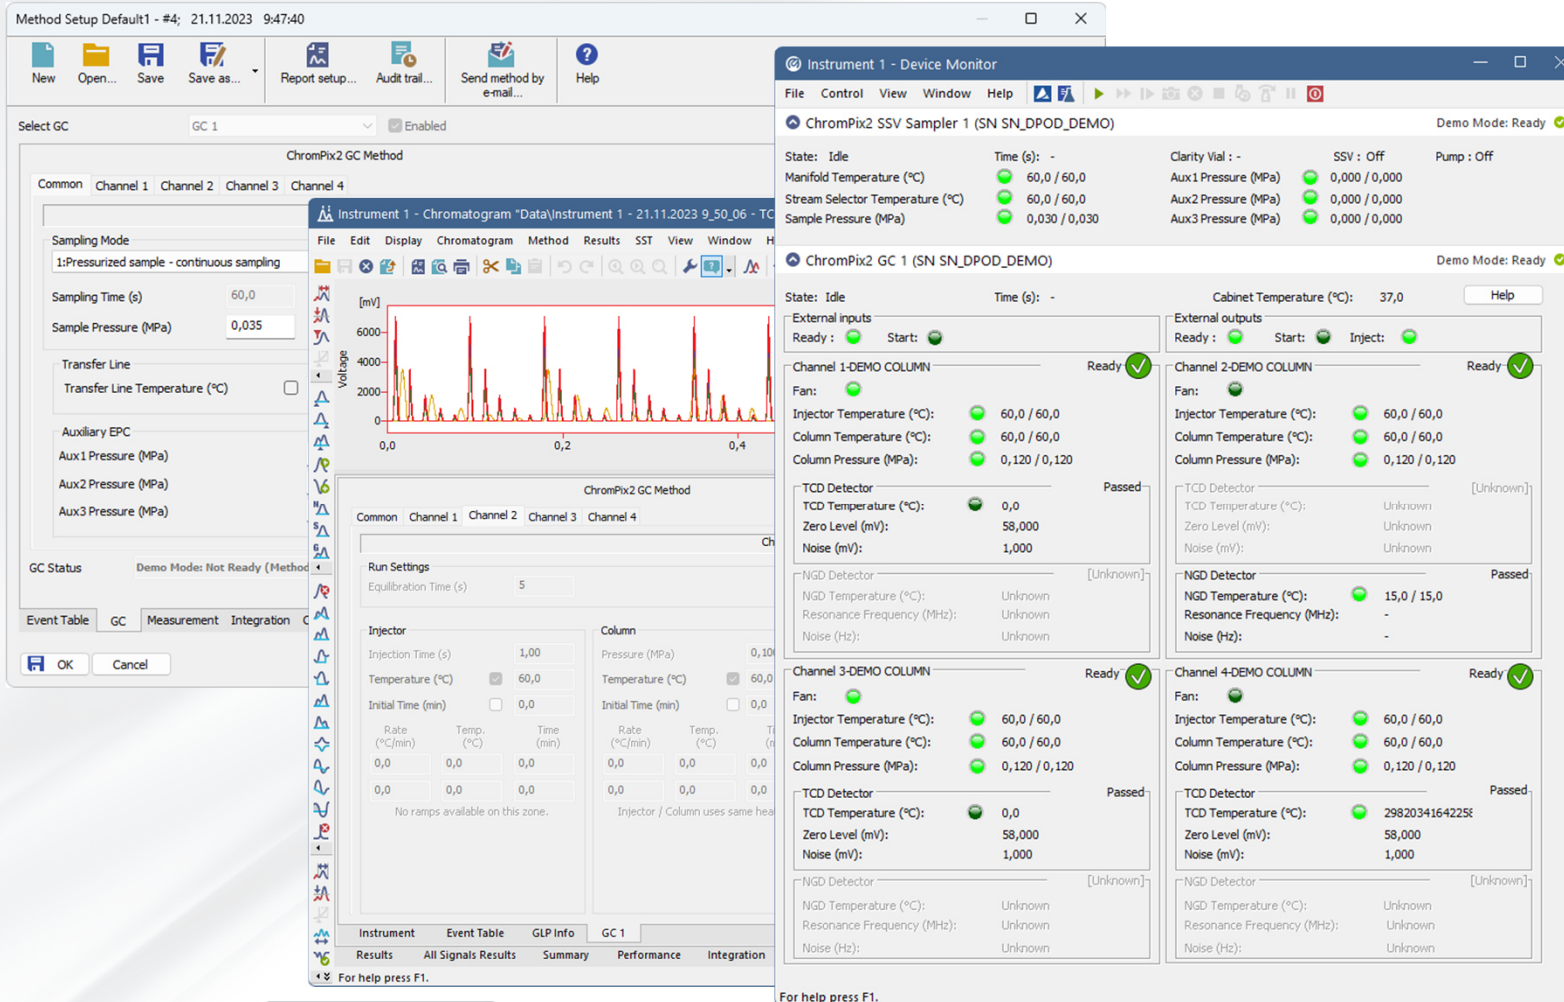 Method Setup Default1 - #4;   21.11.2023   9:47:40
New Open... Save Save as... Report setup... Audit trail... Send method by e-mail... Help
Select GC GC 1 Enabled
ChromPix2 GC Method
Common Channel 1 Channel 2 Channel 3 Channel 4
Sampling Mode
1:Pressurized sample - continuous sampling
Sampling Time (s) 60,0
Sample Pressure (MPa) 0,035
Transfer Line
Transfer Line Temperature (°C)
Auxiliary EPC
Aux1 Pressure (MPa)
Aux2 Pressure (MPa)
Aux3 Pressure (MPa)
GC Status Demo Mode: Not Ready (Method
Event Table GC Measurement Integration
OK Cancel
Instrument 1 - Chromatogram "Data\Instrument 1 - 21.11.2023 9_50_06 - TC
File Edit Display Chromatogram Method Results SST View Window H
[mV]
6000
4000
2000
0
Voltage
0,0 0,2 0,4
ChromPix2 GC Method
Common Channel 1 Channel 2 Channel 3 Channel 4
Ch
Run Settings
Equilibration Time (s) 5
Injector Column
Injection Time (s) 1,00 Pressure (MPa) 0,10
Temperature (°C) 60,0 Temperature (°C) 60,0
Initial Time (min) 0,0 Initial Time (min) 0,0
Rate Temp. Time Rate Temp.
(°C/min) (°C) (min) (°C/min) (°C)
0,0 0,0 0,0 0,0 0,0 0,0
0,0 0,0 0,0 0,0 0,0 0,0
No ramps available on this zone. Injector / Column uses same hea
Instrument Event Table GLP Info GC 1
Results All Signals Results Summary Performance Integration
For help press F1.
Instrument 1 - Device Monitor
File Control View Window Help
ChromPix2 SSV Sampler 1 (SN SN_DPOD_DEMO) Demo Mode: Ready
State: Idle Time (s): - Clarity Vial : - SSV : Off Pump : Off
Manifold Temperature (°C) 60,0 / 60,0 Aux1 Pressure (MPa) 0,000 / 0,000
Stream Selector Temperature (°C) 60,0 / 60,0 Aux2 Pressure (MPa) 0,000 / 0,000
Sample Pressure (MPa) 0,030 / 0,030 Aux3 Pressure (MPa) 0,000 / 0,000
ChromPix2 GC 1 (SN SN_DPOD_DEMO) Demo Mode: Ready
State: Idle Time (s): - Cabinet Temperature (°C): 37,0 Help
External inputs External outputs
Ready : Start: Ready : Start: Inject:
Channel 1-DEMO COLUMN Ready Channel 2-DEMO COLUMN Ready
Fan: Fan:
Injector Temperature (°C): 60,0 / 60,0 Injector Temperature (°C): 60,0 / 60,0
Column Temperature (°C): 60,0 / 60,0 Column Temperature (°C): 60,0 / 60,0
Column Pressure (MPa): 0,120 / 0,120 Column Pressure (MPa): 0,120 / 0,120
TCD Detector Passed TCD Detector [Unknown]
TCD Temperature (°C): 0,0 TCD Temperature (°C): Unknown
Zero Level (mV): 58,000 Zero Level (mV): Unknown
Noise (mV): 1,000 Noise (mV): Unknown
NGD Detector [Unknown] NGD Detector Passed
NGD Temperature (°C): Unknown NGD Temperature (°C): 15,0 / 15,0
Resonance Frequency (MHz): Unknown Resonance Frequency (MHz): -
Noise (Hz): Unknown Noise (Hz): -
Channel 3-DEMO COLUMN Ready Channel 4-DEMO COLUMN Ready
Fan: Fan:
Injector Temperature (°C): 60,0 / 60,0 Injector Temperature (°C): 60,0 / 60,0
Column Temperature (°C): 60,0 / 60,0 Column Temperature (°C): 60,0 / 60,0
Column Pressure (MPa): 0,120 / 0,120 Column Pressure (MPa): 0,120 / 0,120
TCD Detector Passed TCD Detector Passed
TCD Temperature (°C): 0,0 TCD Temperature (°C): 29820341642258
Zero Level (mV): 58,000 Zero Level (mV): 58,000
Noise (mV): 1,000 Noise (mV): 1,000
NGD Detector [Unknown] NGD Detector [Unknown]
NGD Temperature (°C): Unknown NGD Temperature (°C): Unknown
Resonance Frequency (MHz): Unknown Resonance Frequency (MHz): Unknown
Noise (Hz): Unknown Noise (Hz): Unknown
For help press F1.